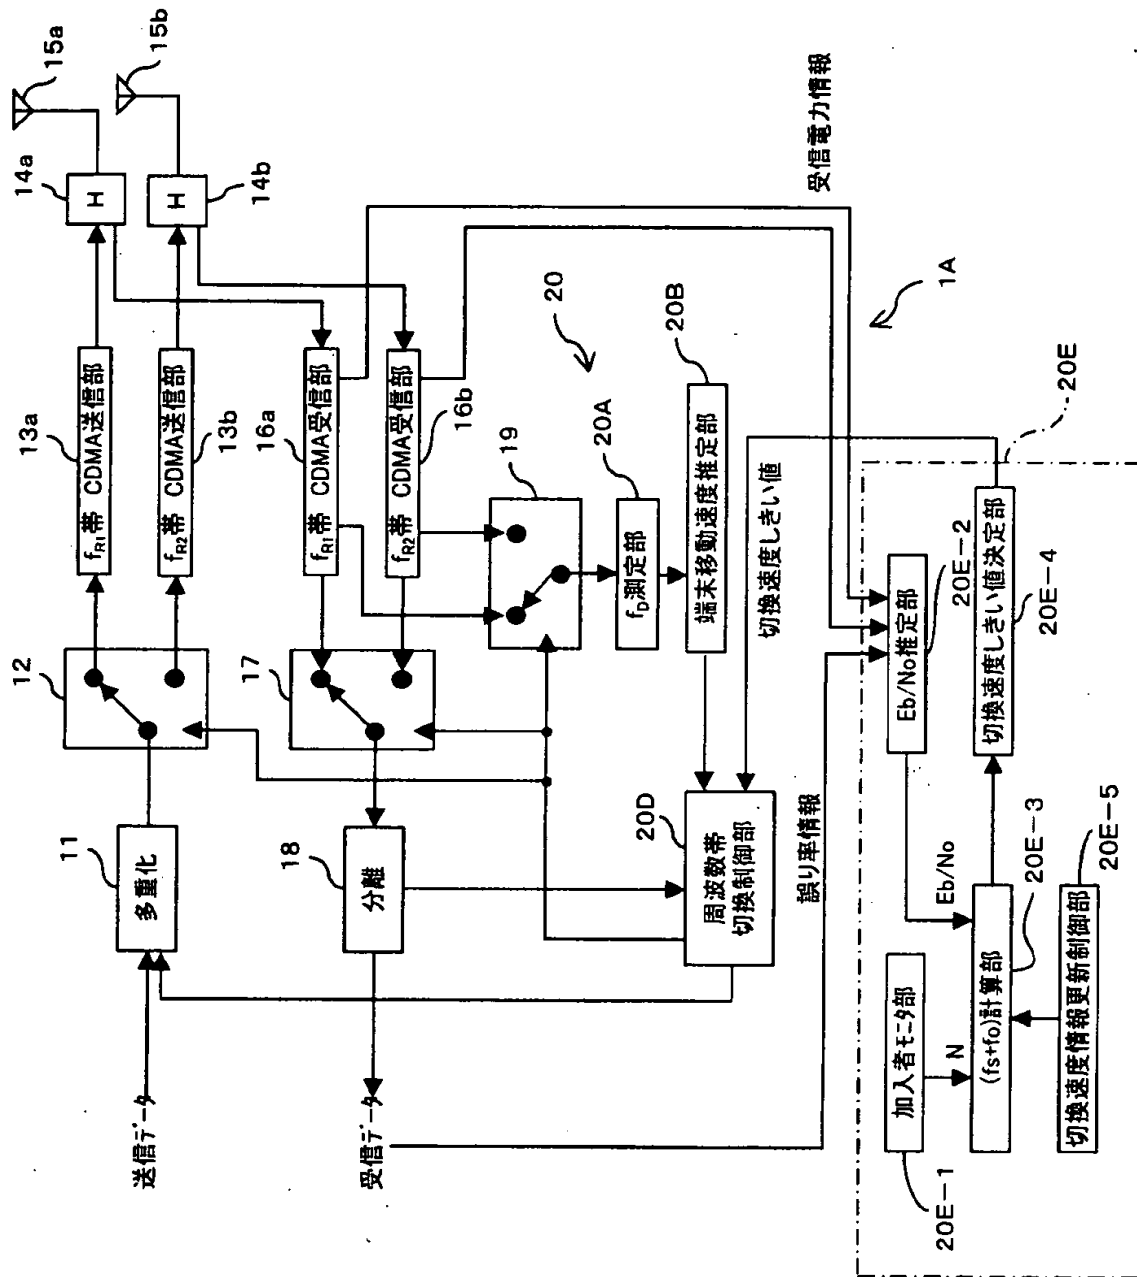 送信データ
11
多重化
12
13a
fR1帯 CDMA送信部
fR2帯 CDMA送信部
13b
14a
H
H
14b
15a
15b
受信データ
18
分離
17
16a
fR1帯 CDMA受信部
fR2帯 CDMA受信部
16b
19
20
20A
fD測定部
20B
端末移動速度推定部
20D
周波数帯
切換制御部
切換速度しきい値
受信電力情報
誤り率情報
1A
20E
20E-1
加入者モニタ部
N
Eb/No
Eb/No推定部
20E-2
(fs+fo)計算部
20E-3
切換速度しきい値決定部
20E-4
切換速度情報更新制御部
20E-5